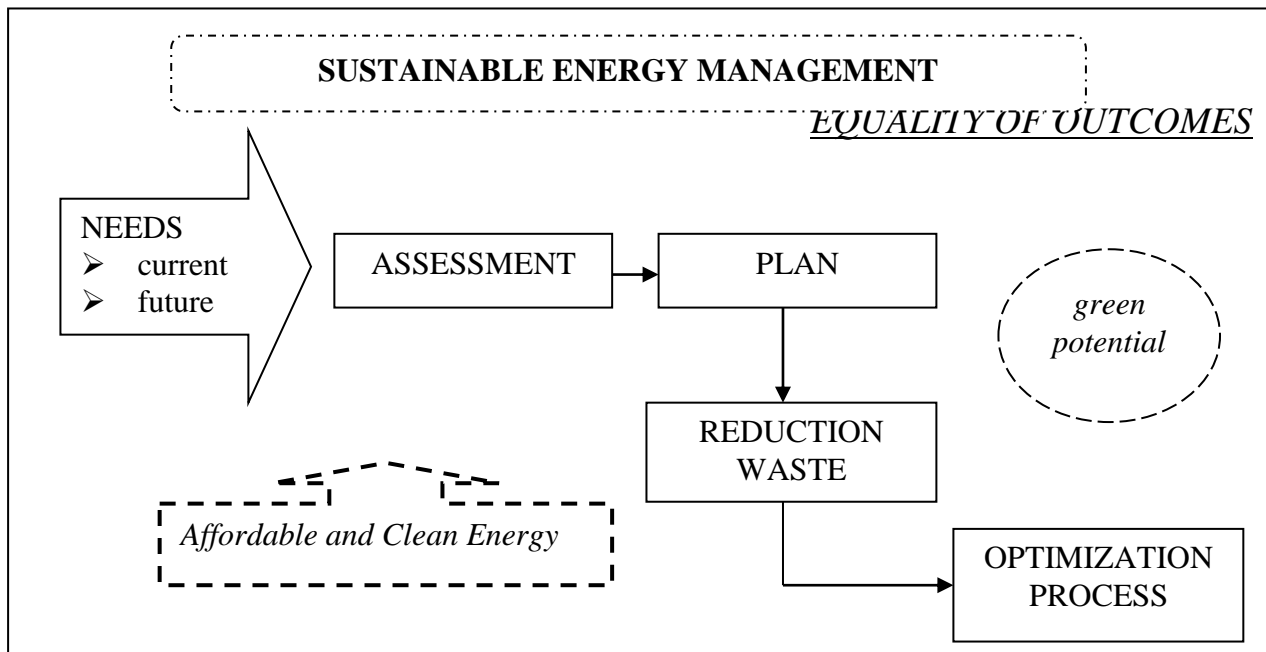 SUSTAINABLE ENERGY MANAGEMENT
EQUALITY OF OUTCOMES
NEEDS
➢ current
➢ future
ASSESSMENT
PLAN
green
potential
REDUCTION
WASTE
Affordable and Clean Energy
OPTIMIZATION
PROCESS